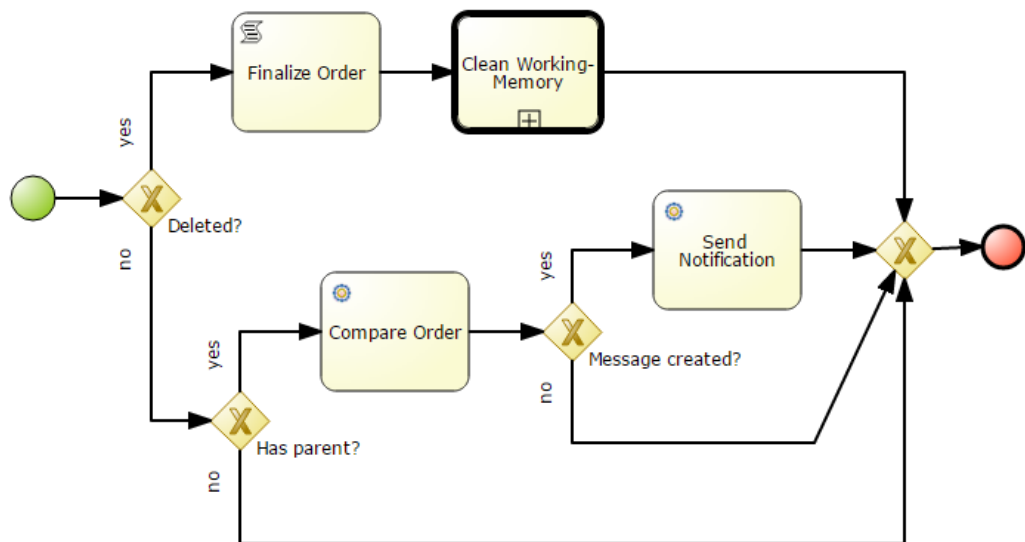 Finalize Order
Clean Working-
Memory
yes
Deleted?
no
Send
Notification
yes
Compare Order
Message created?
yes
no
Has parent?
no